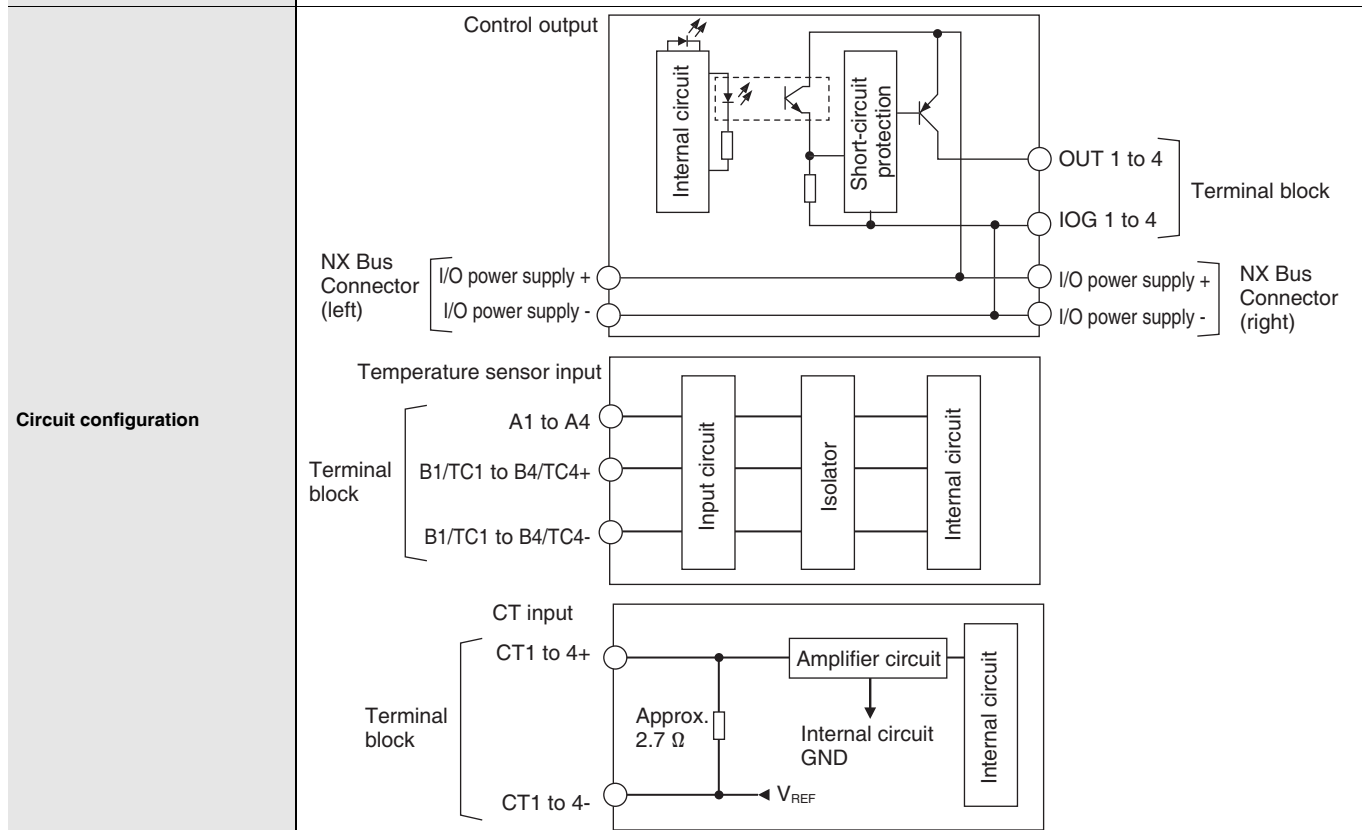 Circuit configuration
Control output
Internal circuit
Short-circuit
protection
OUT 1 to 4
IOG 1 to 4
Terminal block
NX Bus
Connector
(left)
I/O power supply +
I/O power supply -
I/O power supply +
I/O power supply -
NX Bus
Connector
(right)
Temperature sensor input
Terminal
block
A1 to A4
B1/TC1 to B4/TC4+
B1/TC1 to B4/TC4-
Input circuit
Isolator
Internal circuit
CT input
Terminal
block
CT1 to 4+
CT1 to 4-
Approx.
2.7 Ω
Amplifier circuit
Internal circuit
GND
VREF
Internal circuit